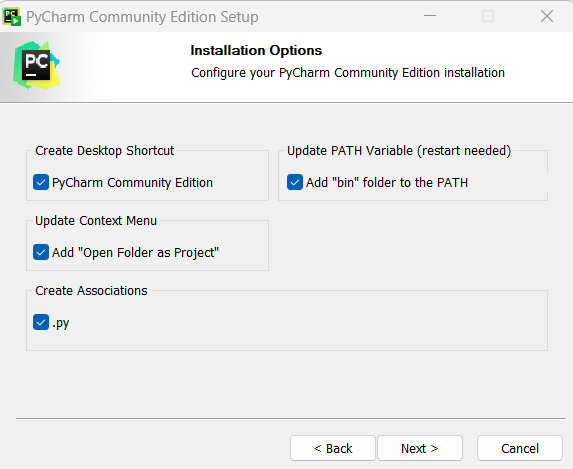 PC PyCharm Community Edition Setup
PC
Installation Options
Configure your PyCharm Community Edition installation
Create Desktop Shortcut
PyCharm Community Edition
Update PATH Variable (restart needed)
Add "bin" folder to the PATH
Update Context Menu
Add "Open Folder as Project"
Create Associations
.py
< Back
Next >
Cancel